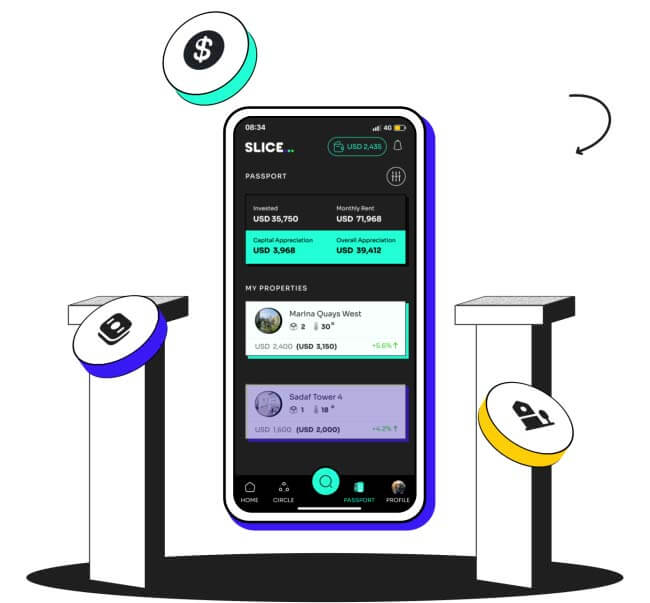 $
08:34 4G
SLICE USD 2,435
PASSPORT
Invested Monthly Rent
USD 35,750 USD 71,968
Capital Appreciation Overall Appreciation
USD 3,968 USD 39,412
MY PROPERTIES
Marina Quays West
2 30°
USD 2,400 (USD 3,150) +5.6% ↑
Sadaf Tower 4
1 18°
USD 1,600 (USD 2,000) +4.2% ↑
HOME CIRCLE PASSPORT PROFILE